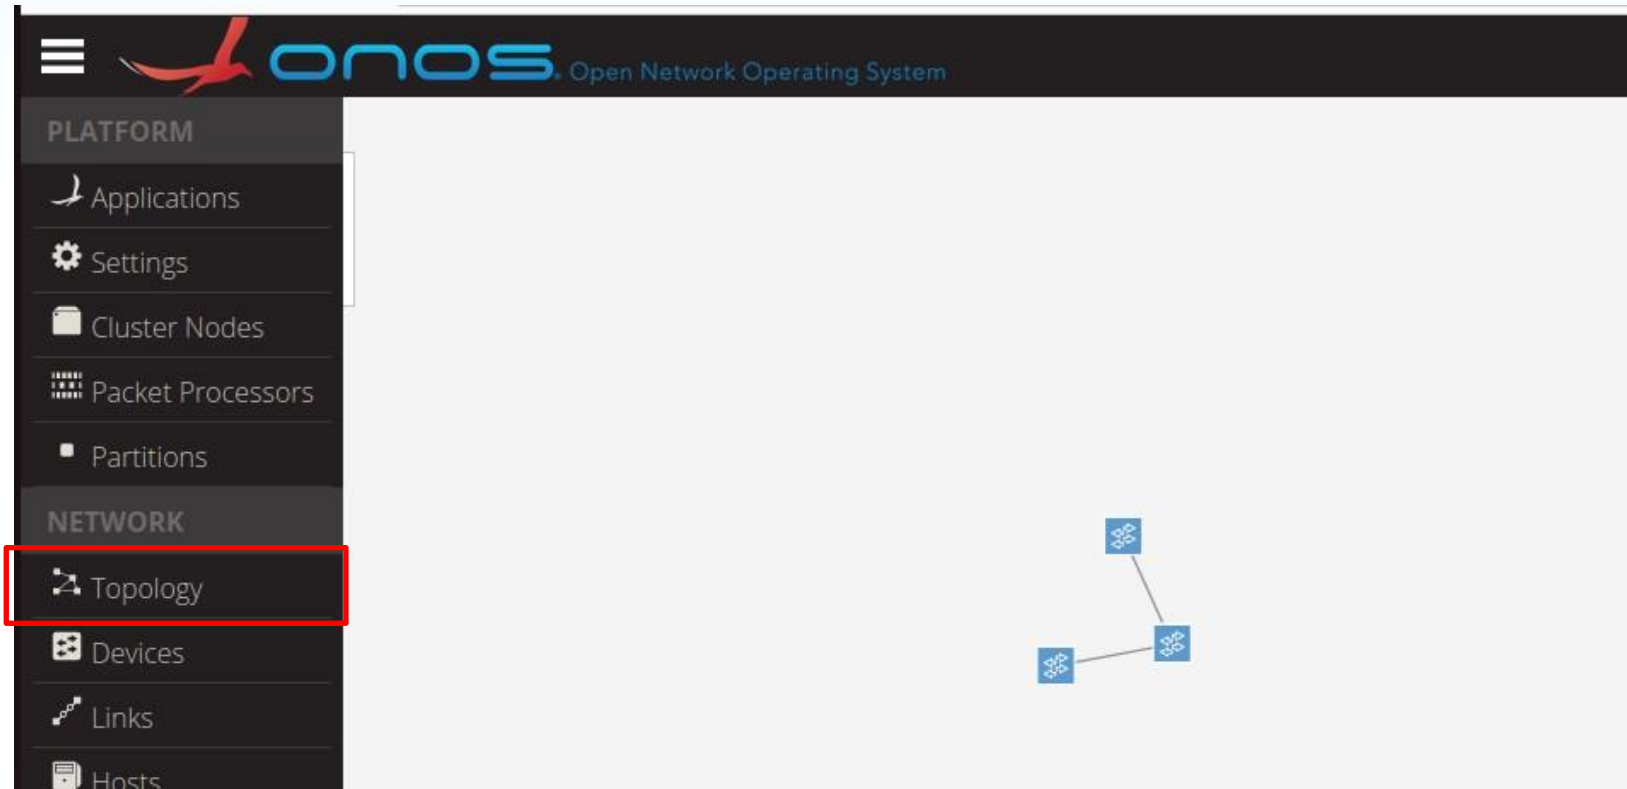 onos. Open Network Operating System
PLATFORM
Applications
Settings
Cluster Nodes
Packet Processors
Partitions
NETWORK
Topology
Devices
Links
Hosts